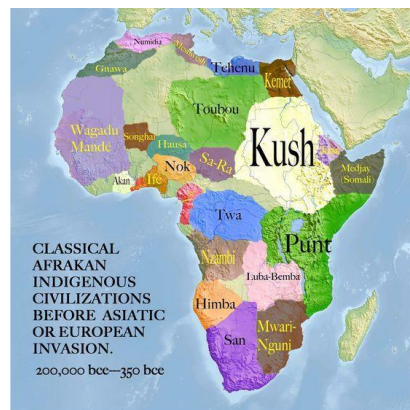 Numidia
Gnawa
Tehenu
Kemet
Toubou
Wagadu
Mandé
Songhai
Hausa
Sa-Ra
Kush
Nok
Akan
Ife
Medjay
(Somali)
Twa
Punt
Nzambi
Luba-Bemba
Himba
San
Mwari-
Nguni
CLASSICAL
AFRAKAN
INDIGENOUS
CIVILIZATIONS
BEFORE ASIATIC
OR EUROPEAN
INVASION.
200,000 bce—350 bce